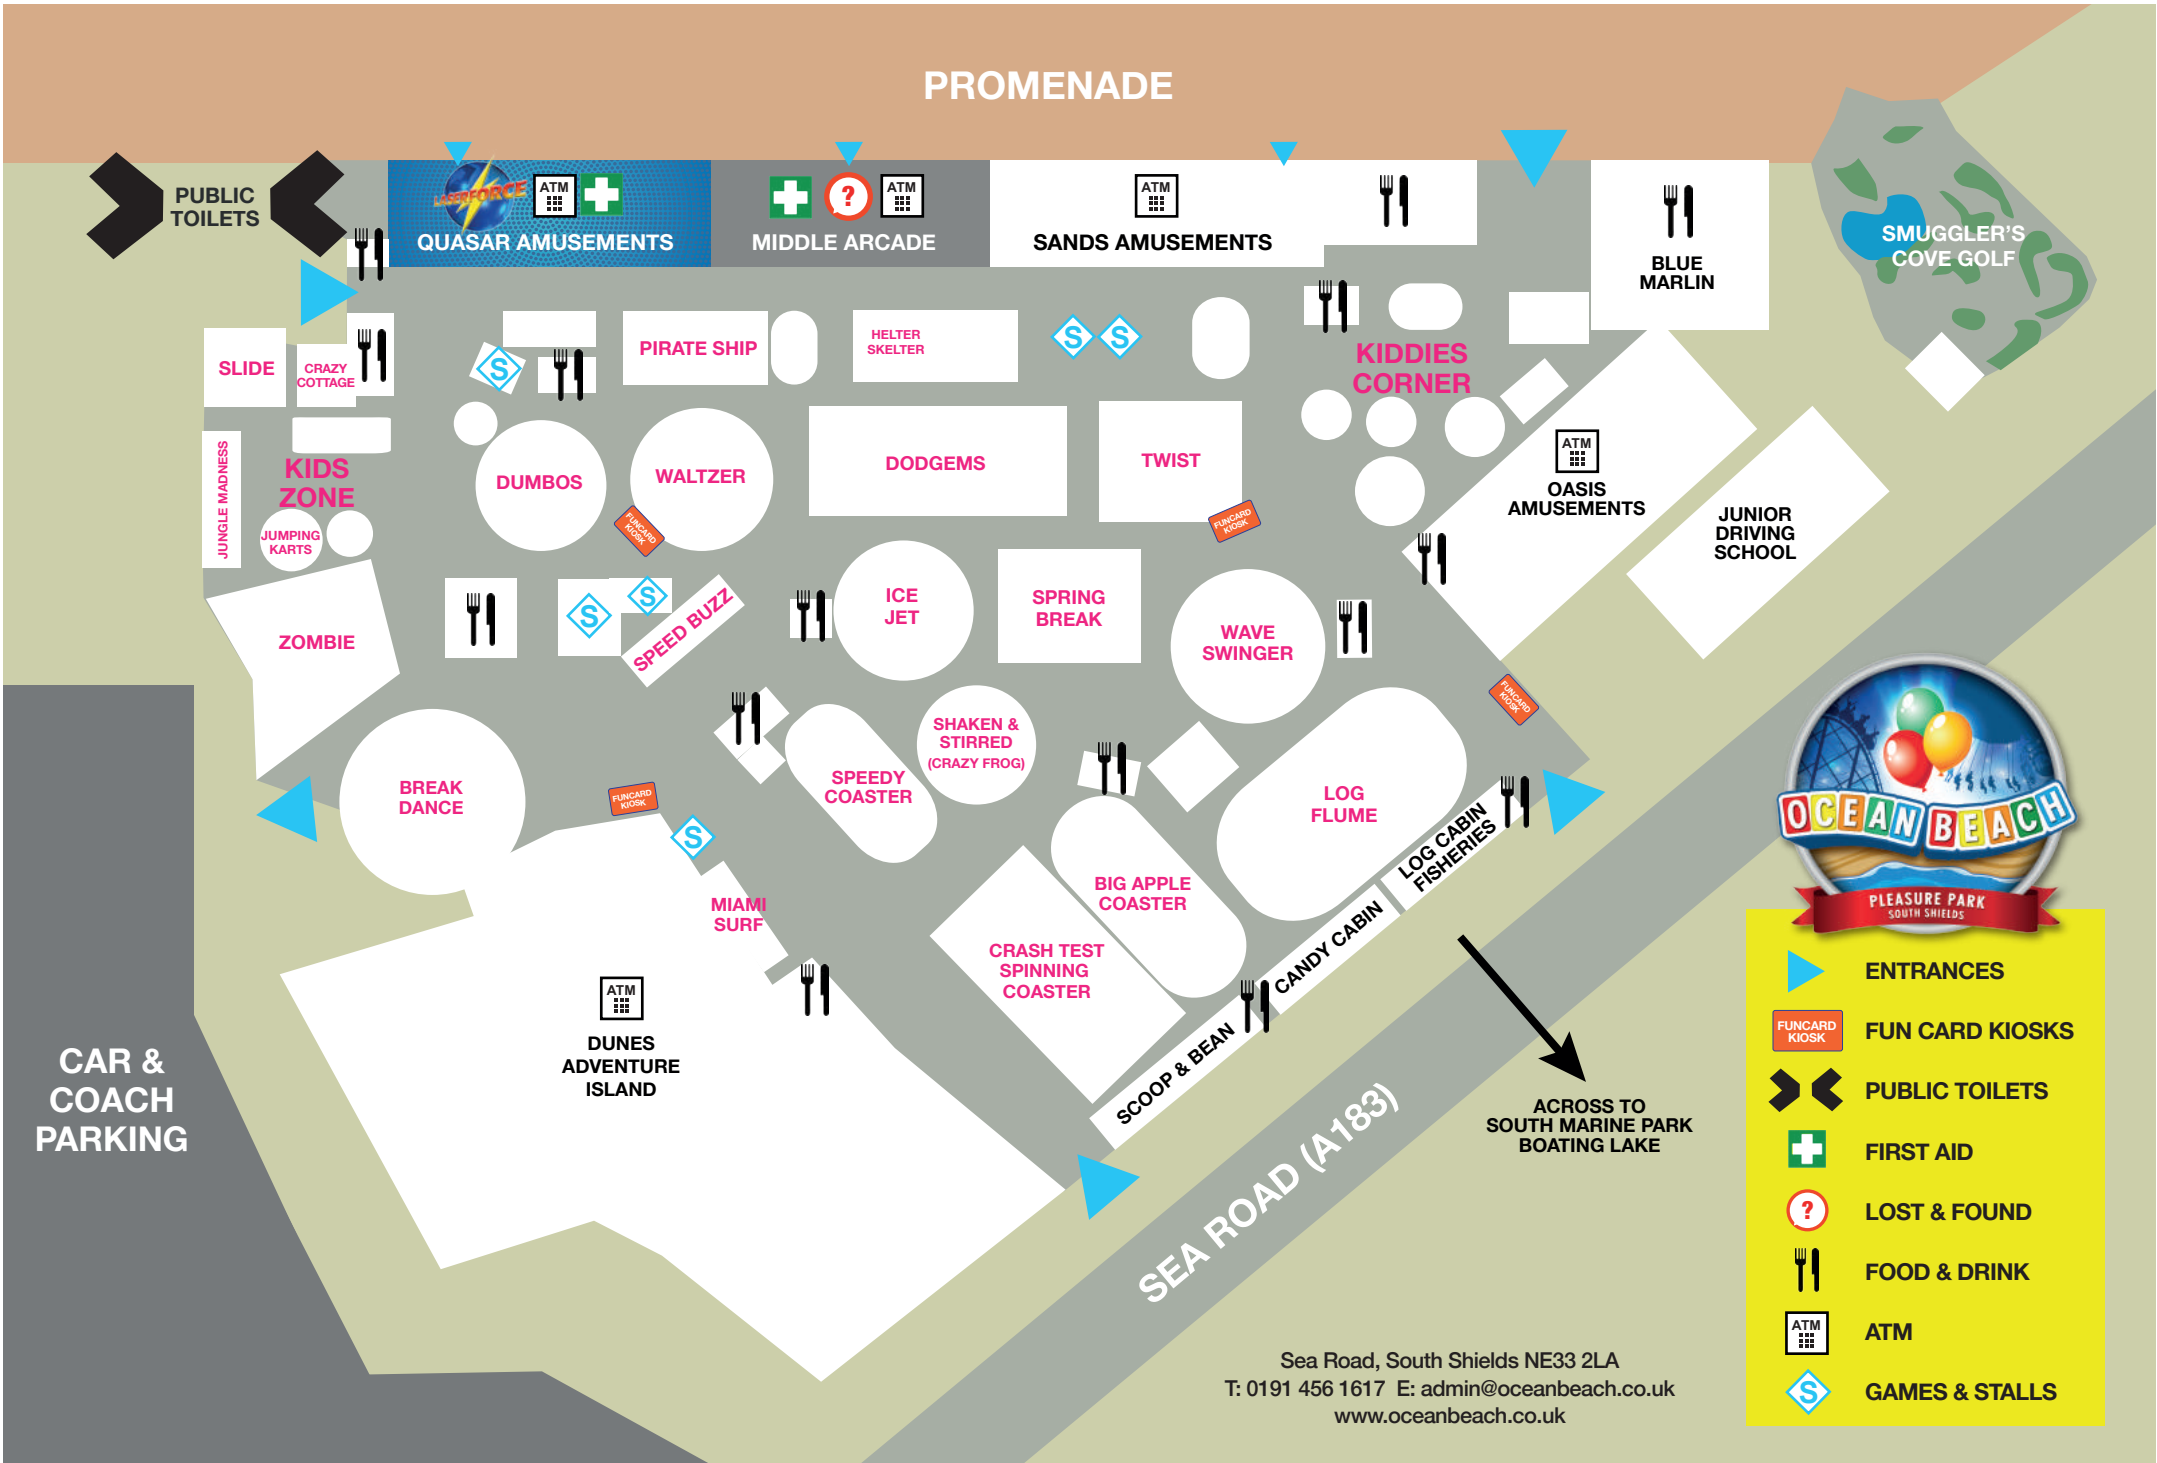 PROMENADE
PUBLIC
TOILETS
LASERFORCE
ATM
QUASAR AMUSEMENTS
?
ATM
MIDDLE ARCADE
ATM
SANDS AMUSEMENTS
BLUE
MARLIN
SMUGGLER'S
COVE GOLF
SLIDE
CRAZY
COTTAGE
S
PIRATE SHIP
HELTER
SKELTER
S
S
KIDDIES
CORNER
JUNGLE MADNESS
KIDS
ZONE
JUMPING
KARTS
DUMBOS
WALTZER
FUNCARD
KIOSK
DODGEMS
TWIST
FUNCARD
KIOSK
ATM
OASIS
AMUSEMENTS
JUNIOR
DRIVING
SCHOOL
ZOMBIE
S
S
SPEED BUZZ
ICE
JET
SPRING
BREAK
WAVE
SWINGER
FUNCARD
KIOSK
BREAK
DANCE
FUNCARD
KIOSK
S
SPEEDY
COASTER
SHAKEN &
STIRRED
(CRAZY FROG)
LOG
FLUME
LOG CABIN
FISHERIES
MIAMI
SURF
BIG APPLE
COASTER
CANDY CABIN
CRASH TEST
SPINNING
COASTER
SCOOP & BEAN
ATM
DUNES
ADVENTURE
ISLAND
CAR &
COACH
PARKING
SEA ROAD (A183)
ACROSS TO
SOUTH MARINE PARK
BOATING LAKE
OCEAN BEACH
PLEASURE PARK
SOUTH SHIELDS
ENTRANCES
FUNCARD
KIOSK
FUN CARD KIOSKS
PUBLIC TOILETS
FIRST AID
?
LOST & FOUND
FOOD & DRINK
ATM
ATM
S
GAMES & STALLS
Sea Road, South Shields NE33 2LA
T: 0191 456 1617 E: admin@oceanbeach.co.uk
www.oceanbeach.co.uk